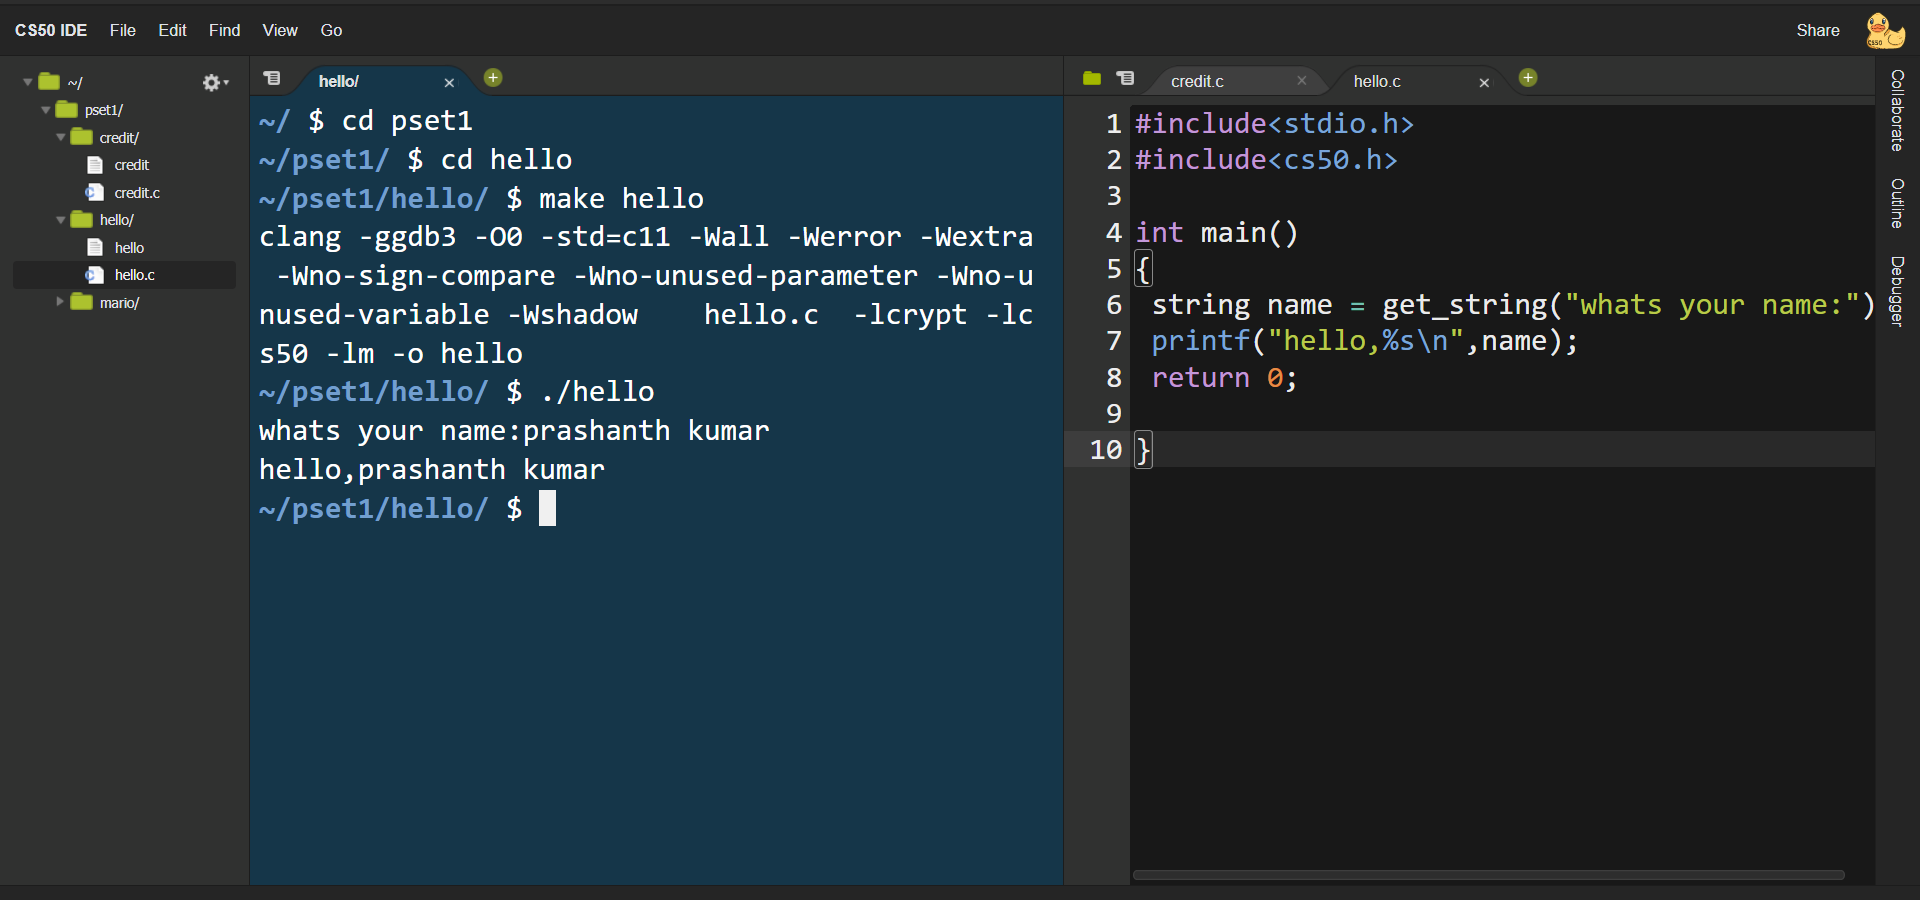 CS50 IDE File Edit Find View Go Share
~/
pset1/
credit/
credit
credit.c
hello/
hello
hello.c
mario/
hello/
~/ $ cd pset1
~/pset1/ $ cd hello
~/pset1/hello/ $ make hello
clang -ggdb3 -O0 -std=c11 -Wall -Werror -Wextra
-Wno-sign-compare -Wno-unused-parameter -Wno-u
nused-variable -Wshadow    hello.c  -lcrypt -lc
s50 -lm -o hello
~/pset1/hello/ $ ./hello
whats your name:prashanth kumar
hello,prashanth kumar
~/pset1/hello/ $
credit.c hello.c
1 #include<stdio.h>
2 #include<cs50.h>
3
4 int main()
5 {
6 string name = get_string("whats your name:")
7 printf("hello,%s\n",name);
8 return 0;
9
10 }
Collaborate
Outline
Debugger
CS50